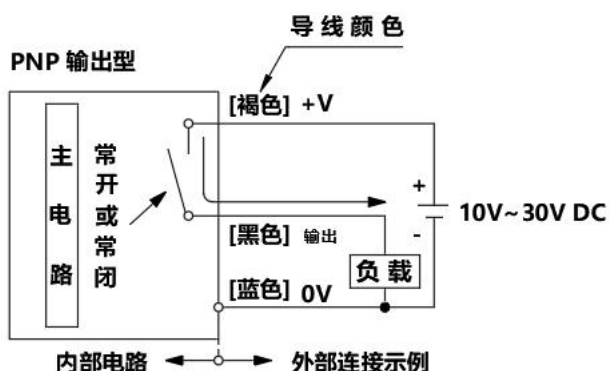 导线颜色
PNP 输出型
[褐色] +V
主电路
常开或常闭
+
10V~30V DC
-
[黑色] 输出
负载
[蓝色] 0V
内部电路
外部连接示例